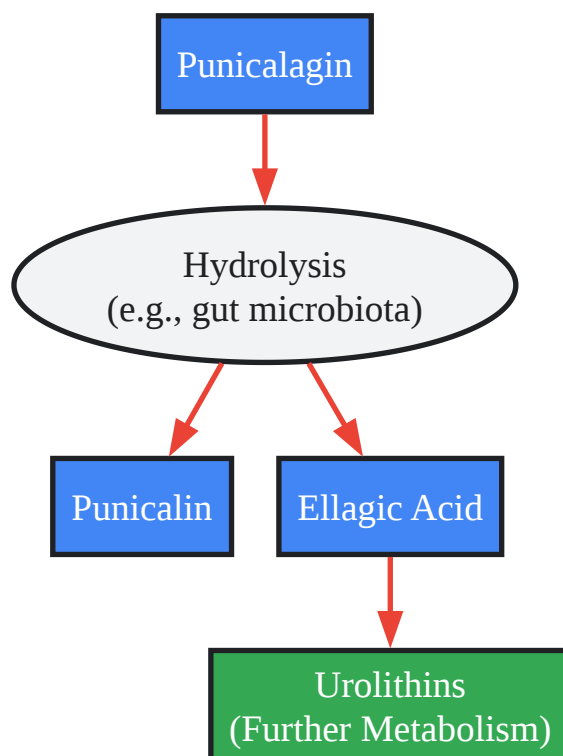 Punicalagin
Hydrolysis
(e.g., gut microbiota)
Punicalin
Ellagic Acid
Urolithins
(Further Metabolism)